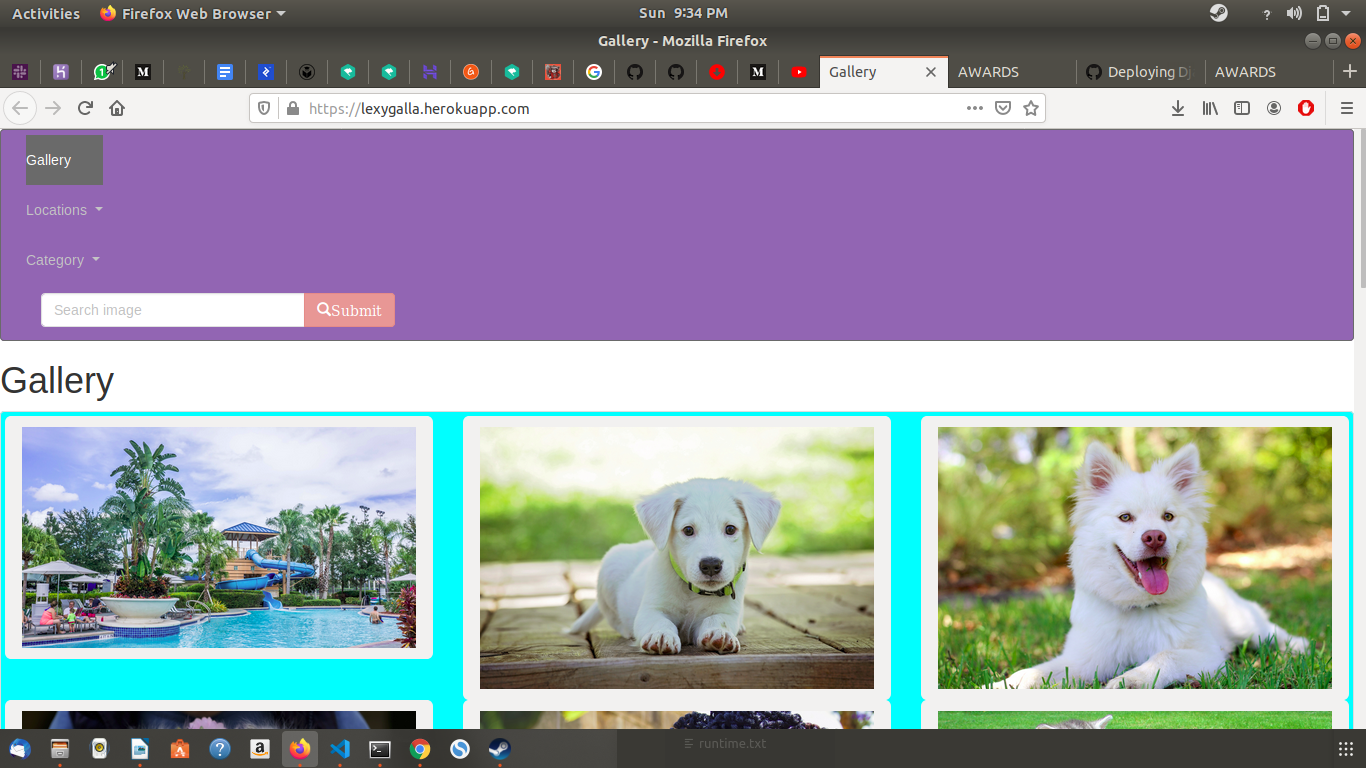 Activities Firefox Web Browser Sun 9:34 PM
Gallery - Mozilla Firefox
Gallery AWARDS Deploying Dj AWARDS
https://lexygalla.herokuapp.com
Gallery
Locations
Category
Search image Submit
Gallery
runtime.txt